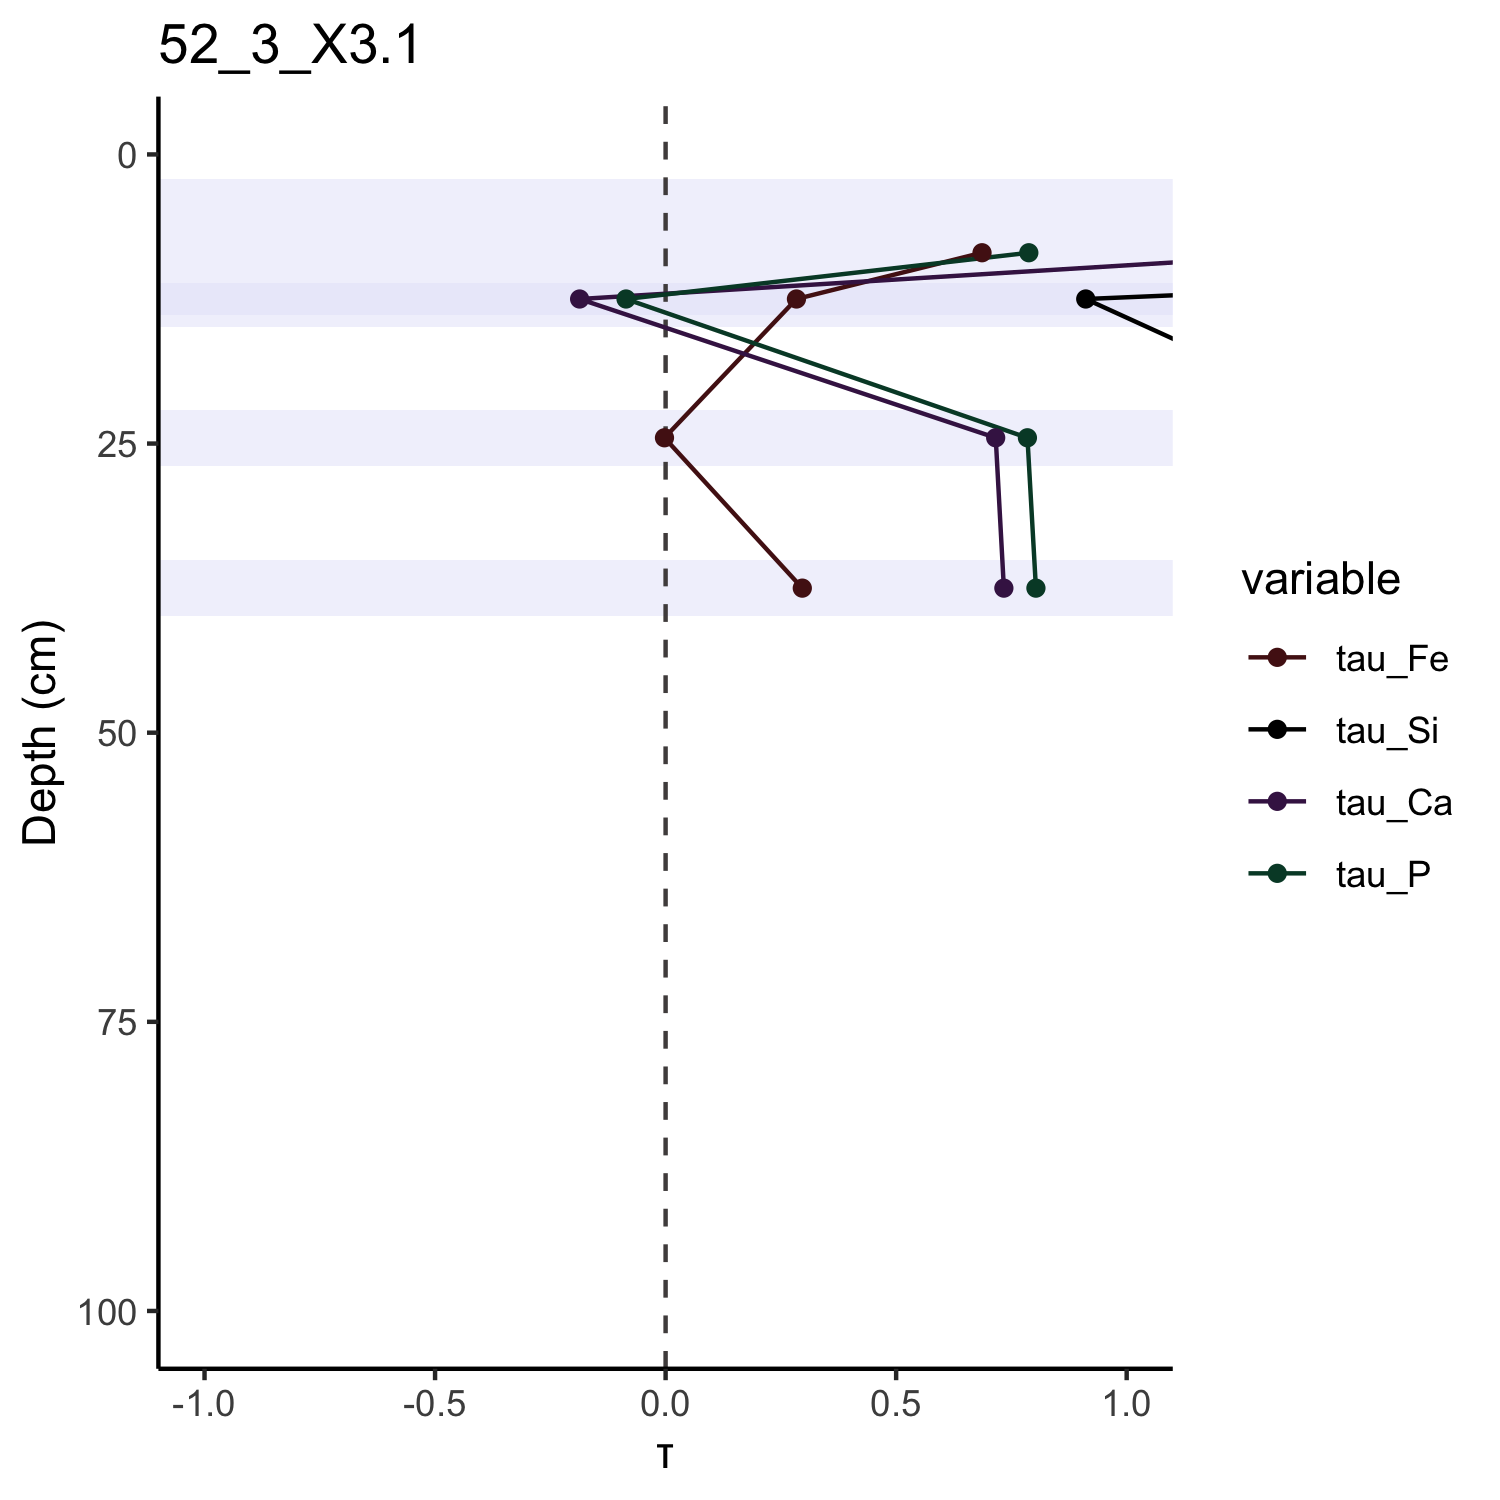 52_3_X3.1
0
25
50
75
100
Depth (cm)
-1.0 -0.5 0.0 0.5 1.0
τ
variable
tau_Fe
tau_Si
tau_Ca
tau_P